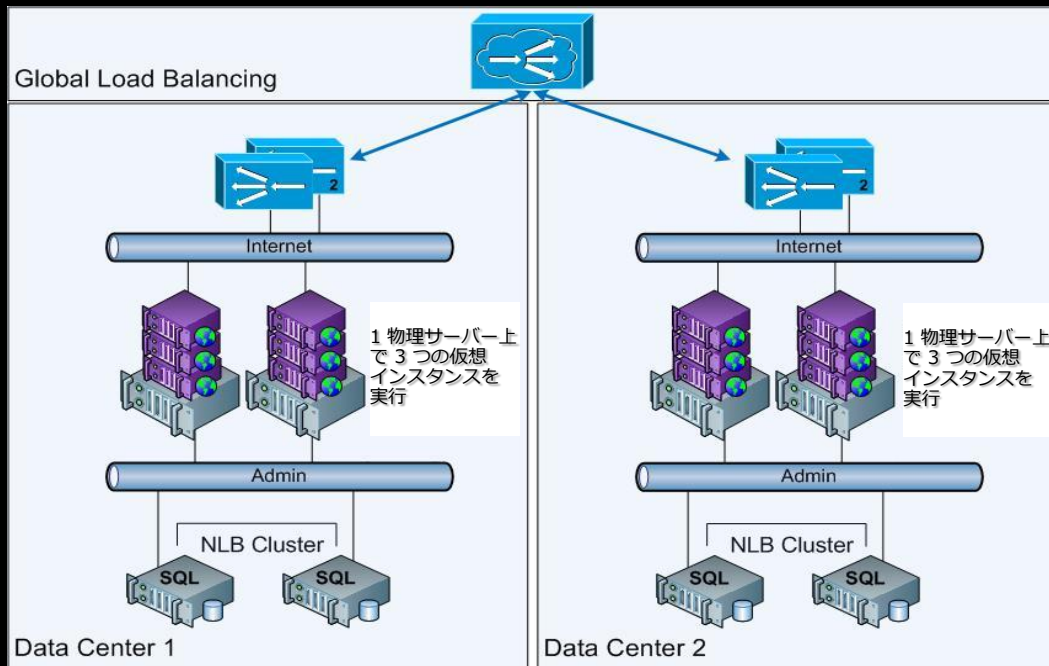 Global Load Balancing
2
Internet
1 物理サーバー上
で 3 つの仮想
インスタンスを
実行
Admin
NLB Cluster
SQL
SQL
Data Center 1
2
Internet
1 物理サーバー上
で 3 つの仮想
インスタンスを
実行
Admin
NLB Cluster
SQL
SQL
Data Center 2